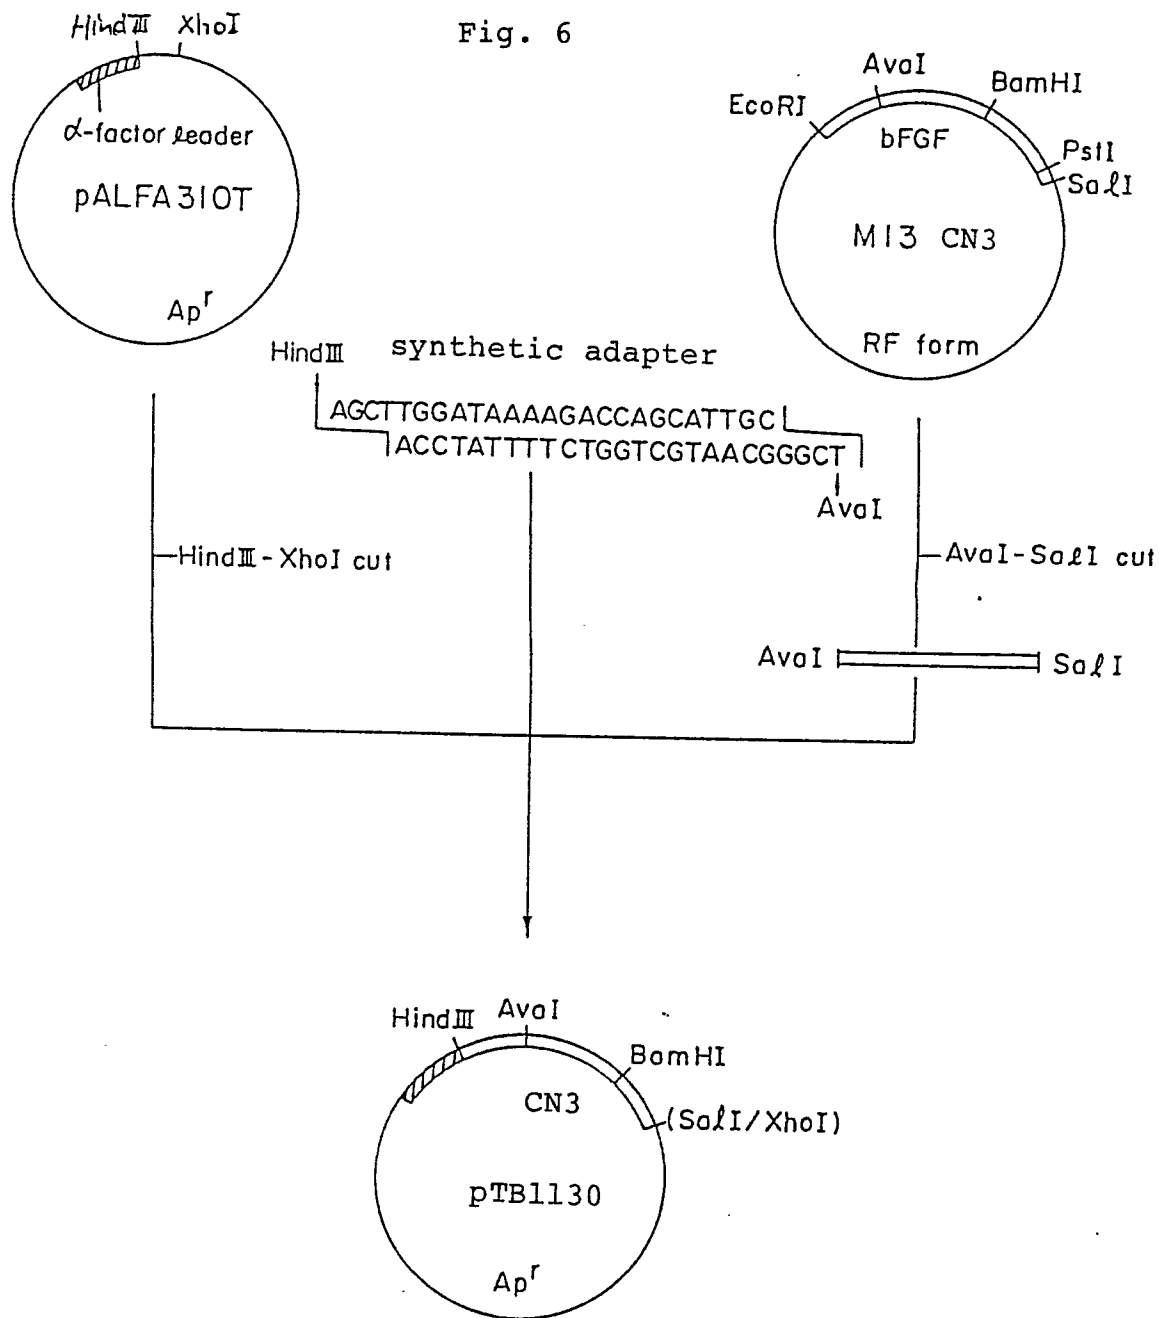 Fig. 6
HindⅢ XhoI
α-factor leader
pALFA310T
Ap^r
AvaI
BamHI
EcoRI
bFGF
PstI
SalI
M13 CN3
RF form
HindⅢ synthetic adapter
AGCTTGGATAAAAGACCAGCATTGC
ACCTATTTTCTGGTCGTAACGGGCT
AvaI
HindⅢ-XhoI cut
AvaI-SalI cut
AvaI SalI
HindⅢ AvaI
BamHI
CN3
(SalI/XhoI)
pTB1130
Ap^r